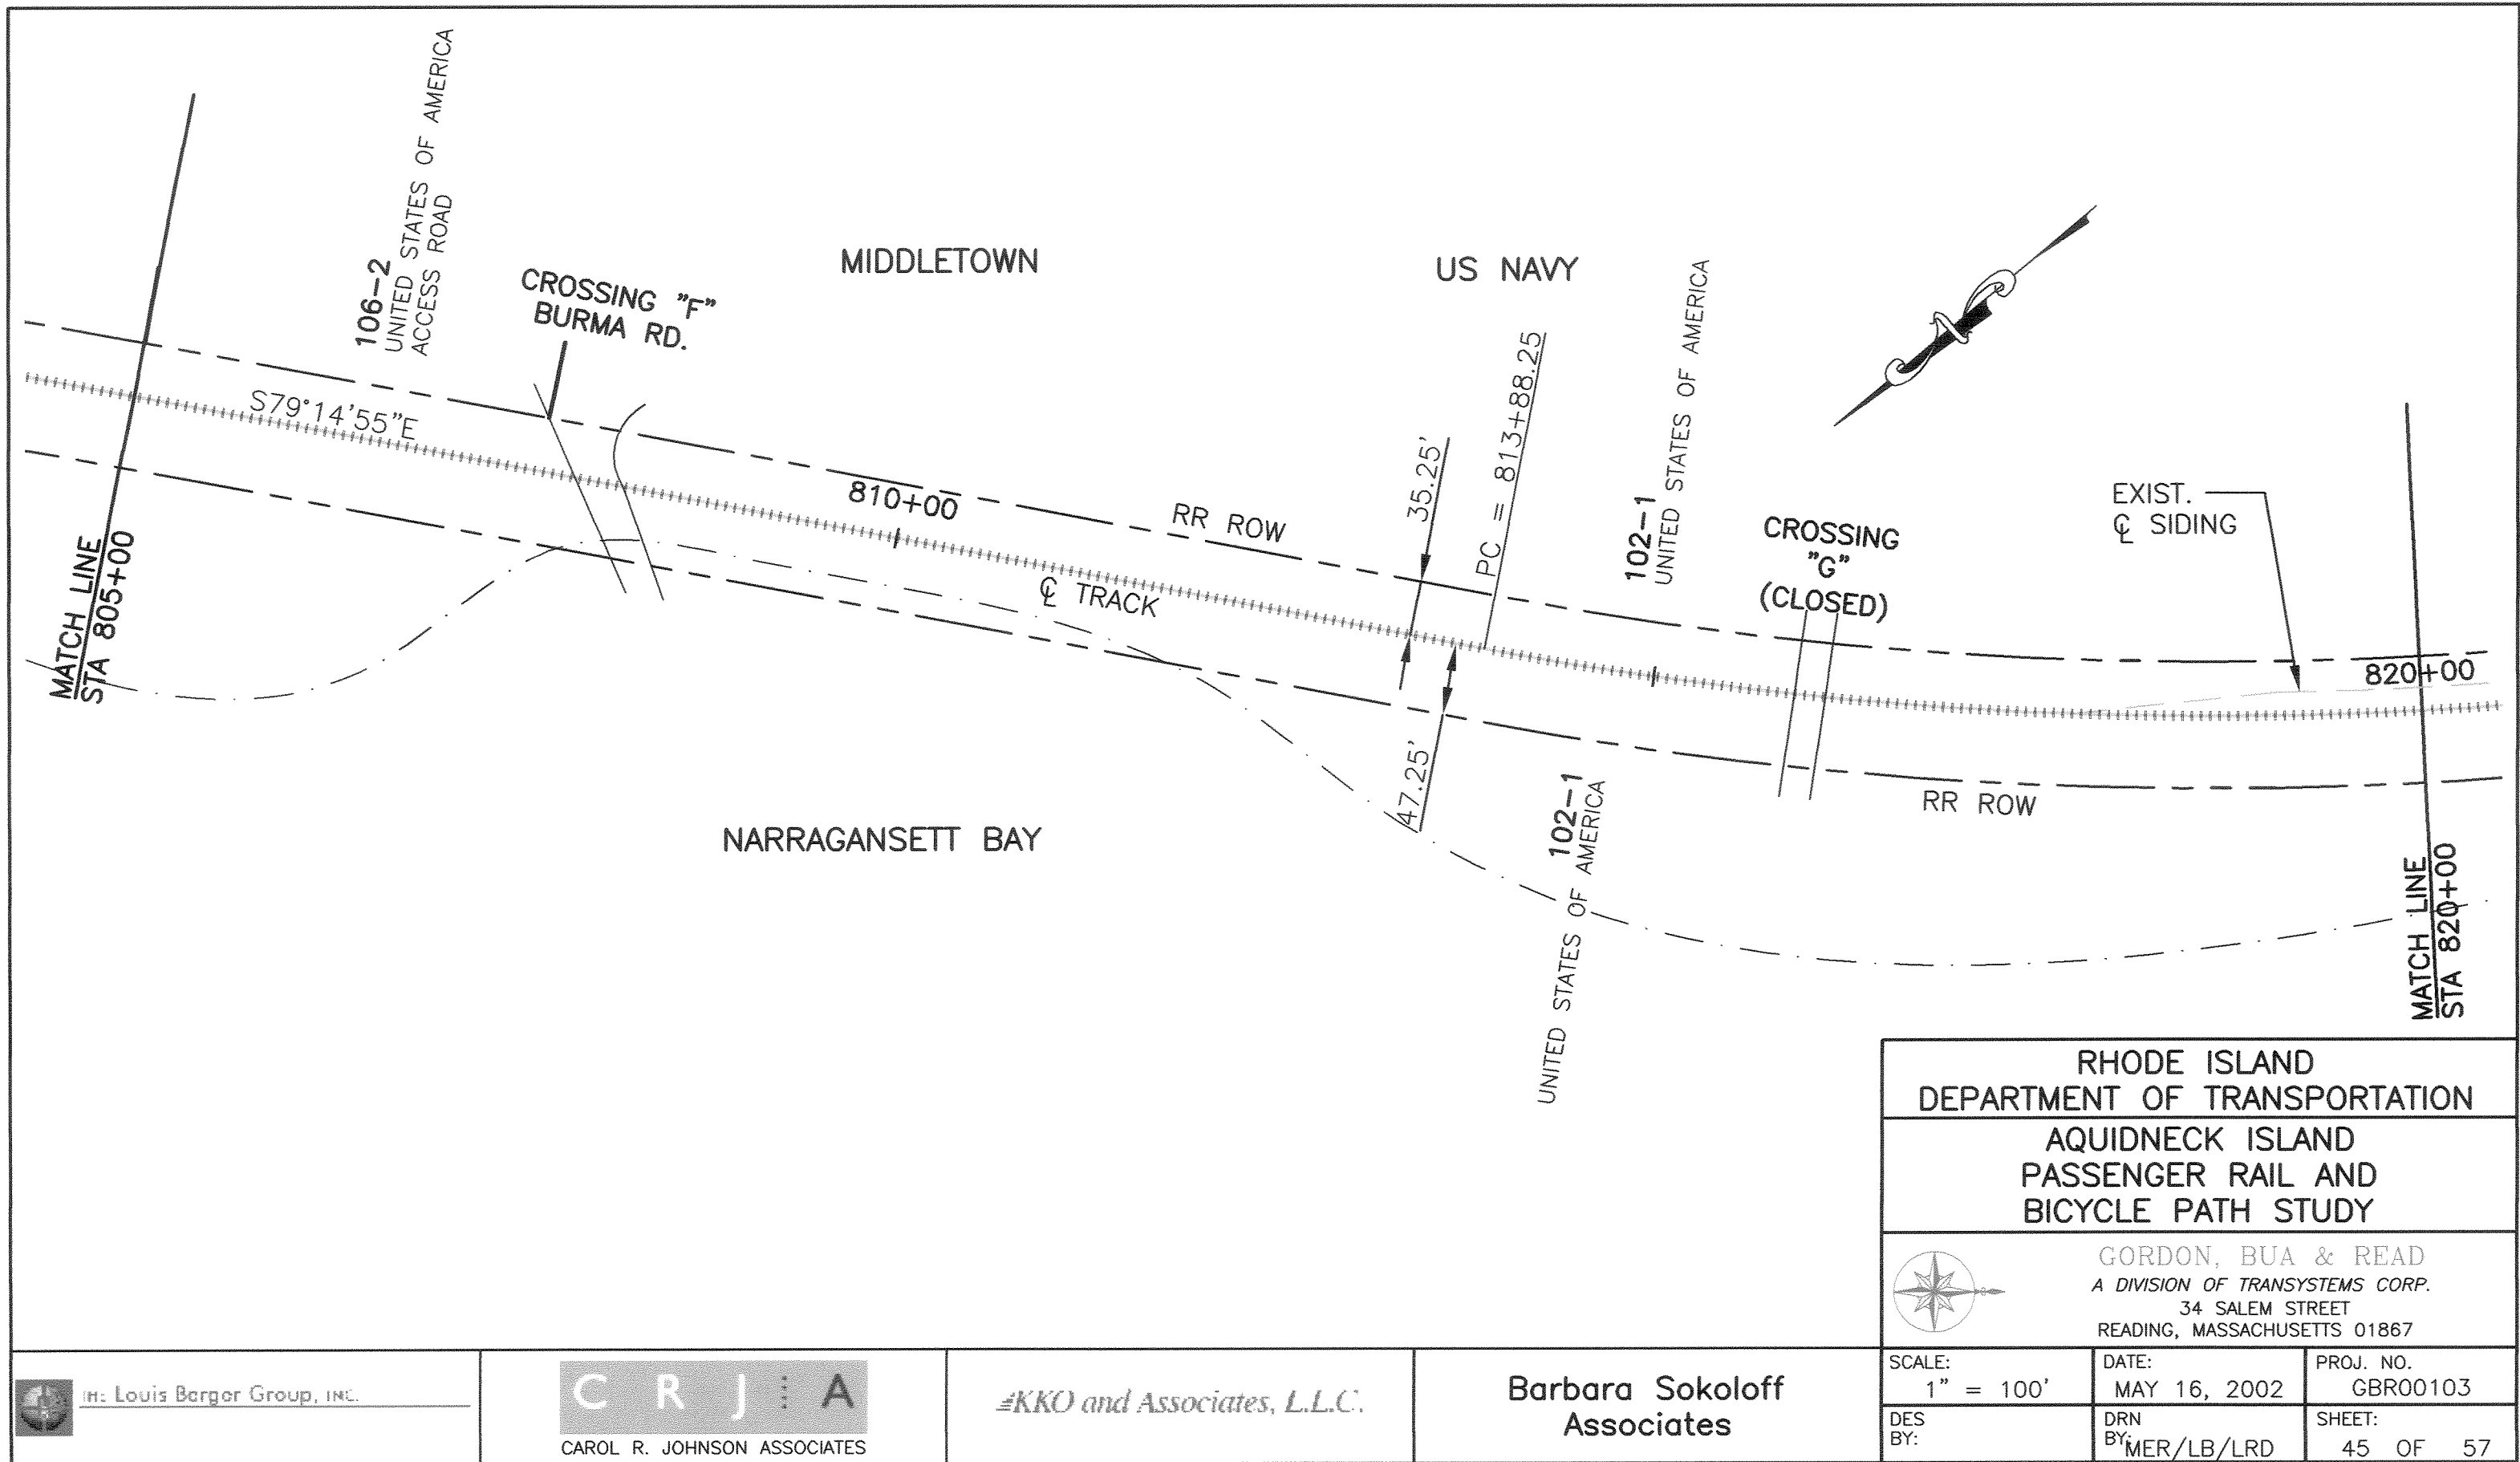 106-2
UNITED STATES OF AMERICA
ACCESS ROAD
CROSSING "F"
BURMA RD.
MIDDLETOWN
US NAVY
S79°14'55"E
810+00
RR ROW
35.25'
PC = 813+88.25
102-1
UNITED STATES OF AMERICA
CROSSING
"G"
(CLOSED)
EXIST.
℄ SIDING
820+00
MATCH LINE
STA 805+00
℄ TRACK
47.25'
102-1
UNITED STATES OF AMERICA
RR ROW
NARRAGANSETT BAY
MATCH LINE
STA 820+00
RHODE ISLAND
DEPARTMENT OF TRANSPORTATION
AQUIDNECK ISLAND
PASSENGER RAIL AND
BICYCLE PATH STUDY
GORDON, BUA & READ
A DIVISION OF TRANSYSTEMS CORP.
34 SALEM STREET
READING, MASSACHUSETTS 01867
THE Louis Berger Group, INC.
C R J A
CAROL R. JOHNSON ASSOCIATES
KKO and Associates, L.L.C.
Barbara Sokoloff
Associates
SCALE:
1" = 100'
DATE:
MAY 16, 2002
PROJ. NO.
GBR00103
DES
BY:
DRN
BY: MER/LB/LRD
SHEET:
45 OF 57